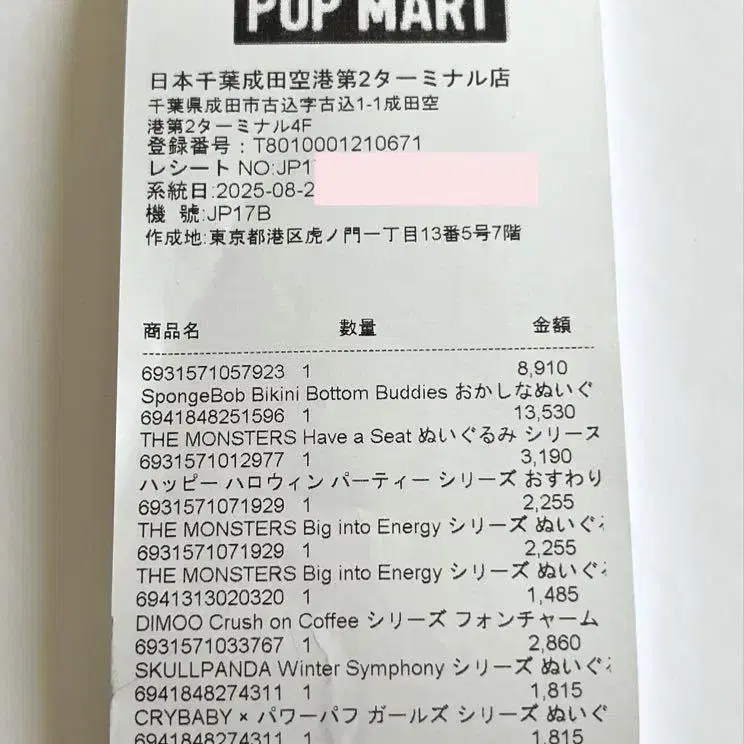 POP MART
日本千葉成田空港第2ターミナル店
千葉県成田市古込字古込1-1成田空
港第2ターミナル4F
登録番号：T8010001210671
レシート NO:JP1
系統日:2025-08-2
機 號:JP17B
作成地:東京都港区虎ノ門一丁目13番5号7階
商品名 數量 金額
6931571057923 1 8,910
SpongeBob Bikini Bottom Buddies おかしなぬいぐ
6941848251596 1 13,530
THE MONSTERS Have a Seat ぬいぐるみ シリーズ
6931571012977 1 3,190
ハッピー ハロウィン パーティー シリーズ おすわり
6931571071929 1 2,255
THE MONSTERS Big into Energy シリーズ ぬいぐ
6931571071929 1 2,255
THE MONSTERS Big into Energy シリーズ ぬいぐ
6941313020320 1 1,485
DIMOO Crush on Coffee シリーズ フォンチャーム
6931571033767 1 2,860
SKULLPANDA Winter Symphony シリーズ ぬいぐ
6941848274311 1 1,815
CRYBABY × パワーパフ ガールズ シリーズ ぬいぐ
6941848274311 1 1,815